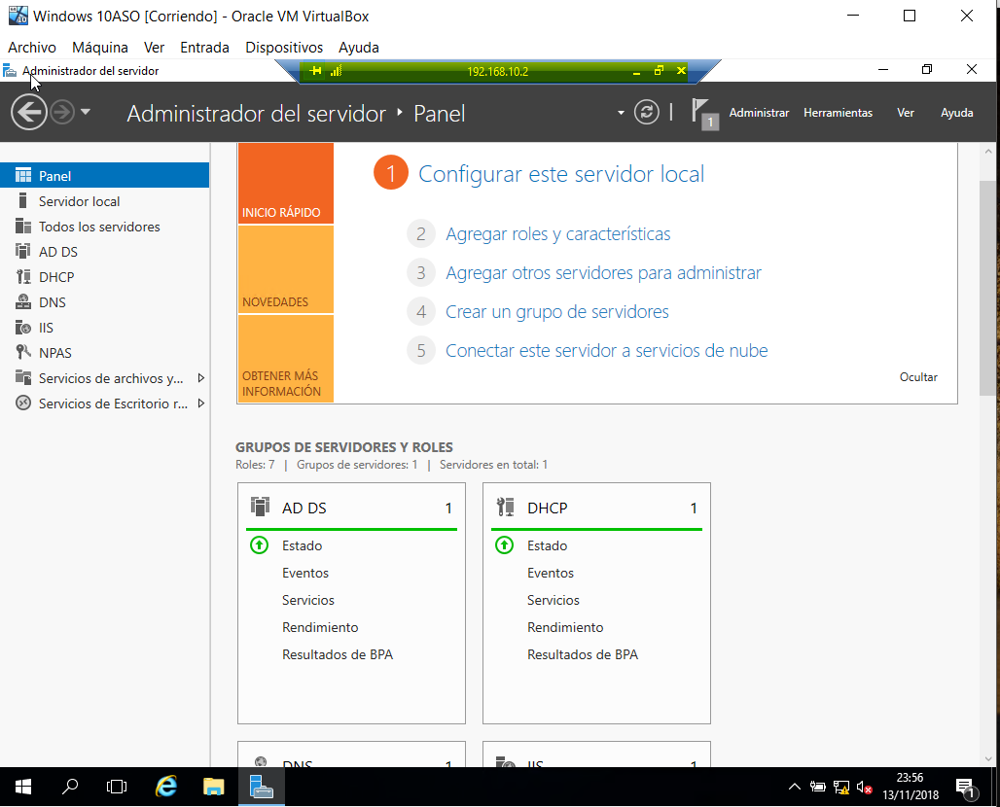 Windows 10ASO [Corriendo] - Oracle VM VirtualBox
Archivo Máquina Ver Entrada Dispositivos Ayuda
Administrador del servidor
192.168.10.2
Administrador del servidor Panel
1
Administrar Herramientas Ver Ayuda
Panel
Servidor local
Todos los servidores
AD DS
DHCP
DNS
IIS
NPAS
Servicios de archivos y...
Servicios de Escritorio r...
INICIO RÁPIDO
NOVEDADES
OBTENER MÁS
INFORMACIÓN
1 Configurar este servidor local
2 Agregar roles y características
3 Agregar otros servidores para administrar
4 Crear un grupo de servidores
5 Conectar este servidor a servicios de nube
Ocultar
GRUPOS DE SERVIDORES Y ROLES
Roles: 7 | Grupos de servidores: 1 | Servidores en total: 1
AD DS 1
Estado
Eventos
Servicios
Rendimiento
Resultados de BPA
DHCP 1
Estado
Eventos
Servicios
Rendimiento
Resultados de BPA
DNS 1
IIS 1
23:56
13/11/2018
1